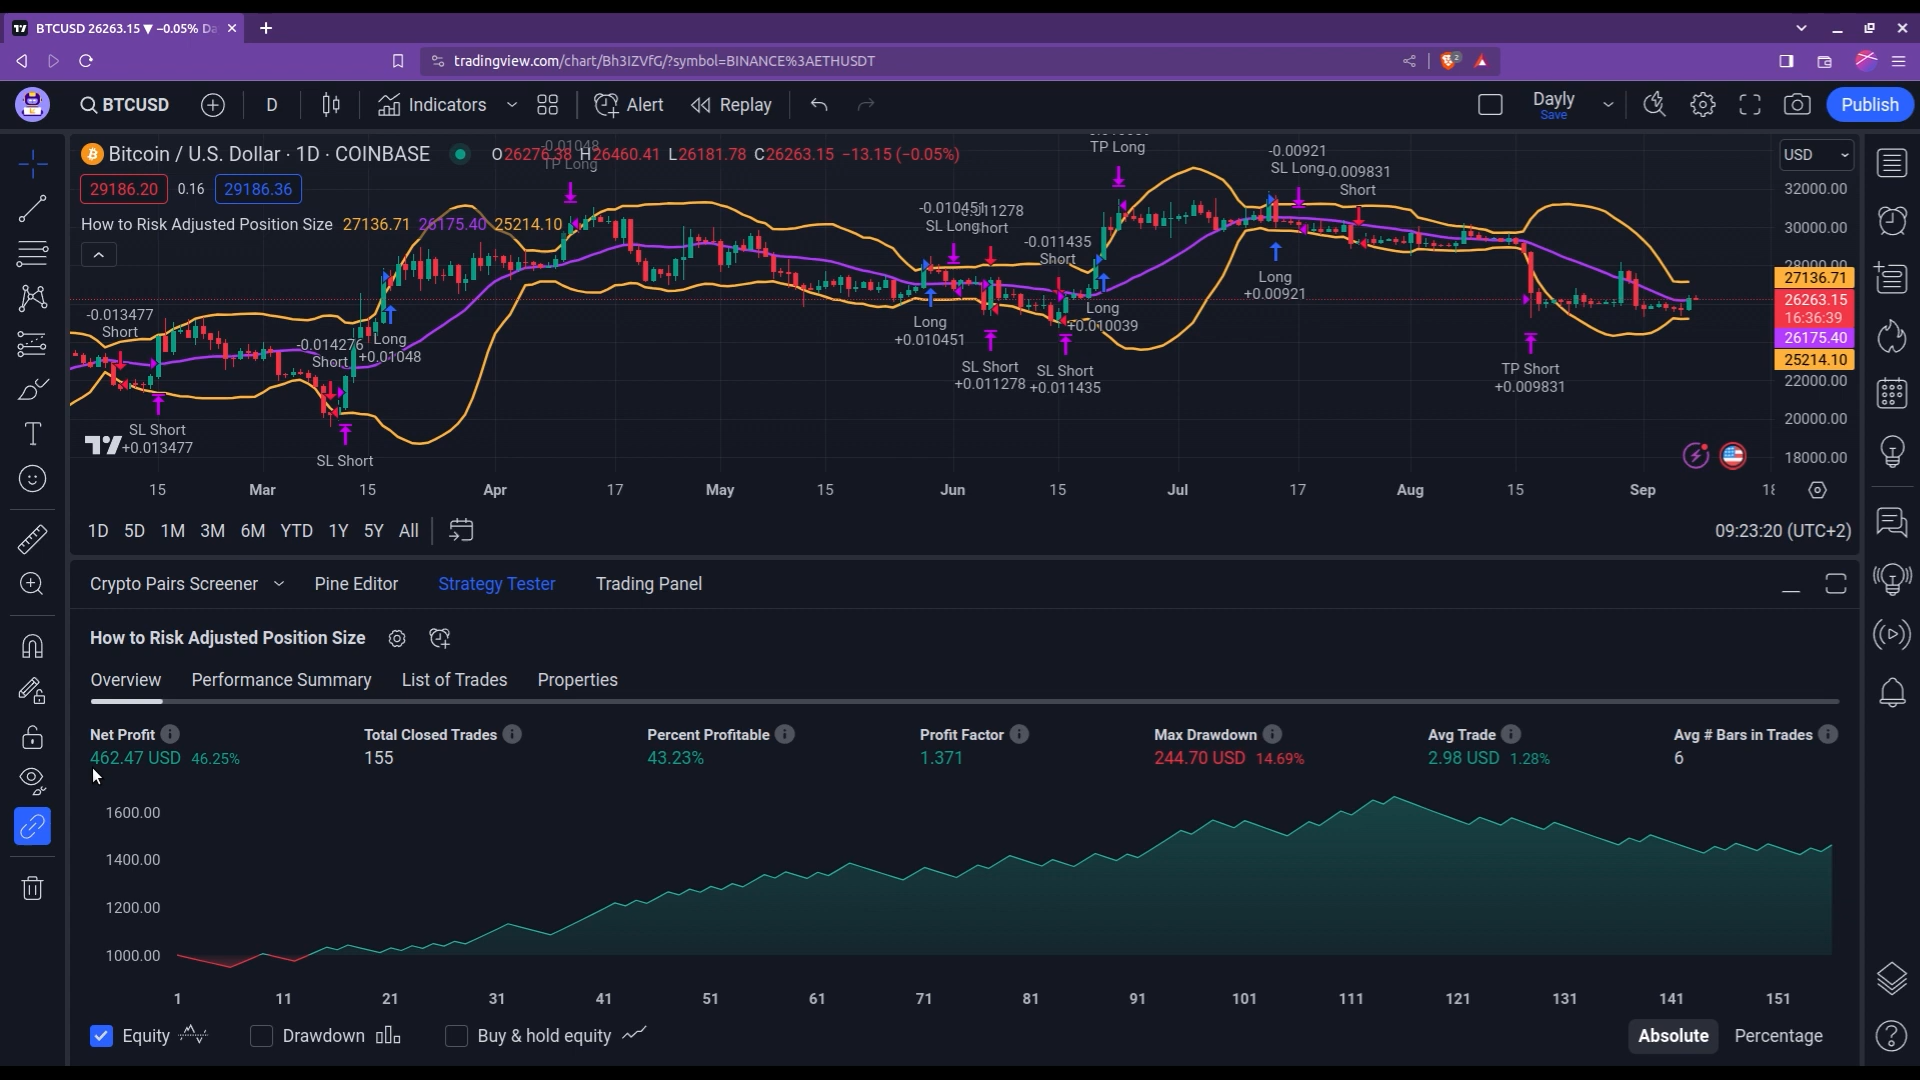 BTCUSD 26263.15 ▼ −0.05% Da
tradingview.com/chart/Bh3IZVfG/?symbol=BINANCE%3AETHUSDT
BTCUSD D Indicators Alert Replay Dayly Save Publish
Bitcoin / U.S. Dollar · 1D · COINBASE O26276.38 H26460.41 L26181.78 C26263.15 −13.15 (−0.05%)
USD
29186.20 0.16 29186.36
How to Risk Adjusted Position Size 27136.71 26175.40 25214.10
-0.01048
TP Long
TP Long
-0.00921
SL Long
-0.009831
Short
-0.010451
SL Long
-0.011278
Short
-0.011435
Short
-0.013477
Short
-0.014276
Short
Long
+0.01048
Long
+0.010451
Long
+0.010039
Long
+0.00921
SL Short
+0.011278
SL Short
+0.011435
TP Short
+0.009831
SL Short
+0.013477
SL Short
32000.00
30000.00
28000.00
27136.71
26263.15
16:36:39
26175.40
25214.10
22000.00
20000.00
18000.00
15 Mar 15 Apr 17 May 15 Jun 15 Jul 17 Aug 15 Sep
1D 5D 1M 3M 6M YTD 1Y 5Y All 09:23:20 (UTC+2)
Crypto Pairs Screener Pine Editor Strategy Tester Trading Panel
How to Risk Adjusted Position Size
Overview Performance Summary List of Trades Properties
Net Profit Total Closed Trades Percent Profitable Profit Factor Max Drawdown Avg Trade Avg # Bars in Trades
462.47 USD 46.25% 155 43.23% 1.371 244.70 USD 14.69% 2.98 USD 1.28% 6
1600.00
1400.00
1200.00
1000.00
1 11 21 31 41 51 61 71 81 91 101 111 121 131 141 151
Equity Drawdown Buy & hold equity Absolute Percentage